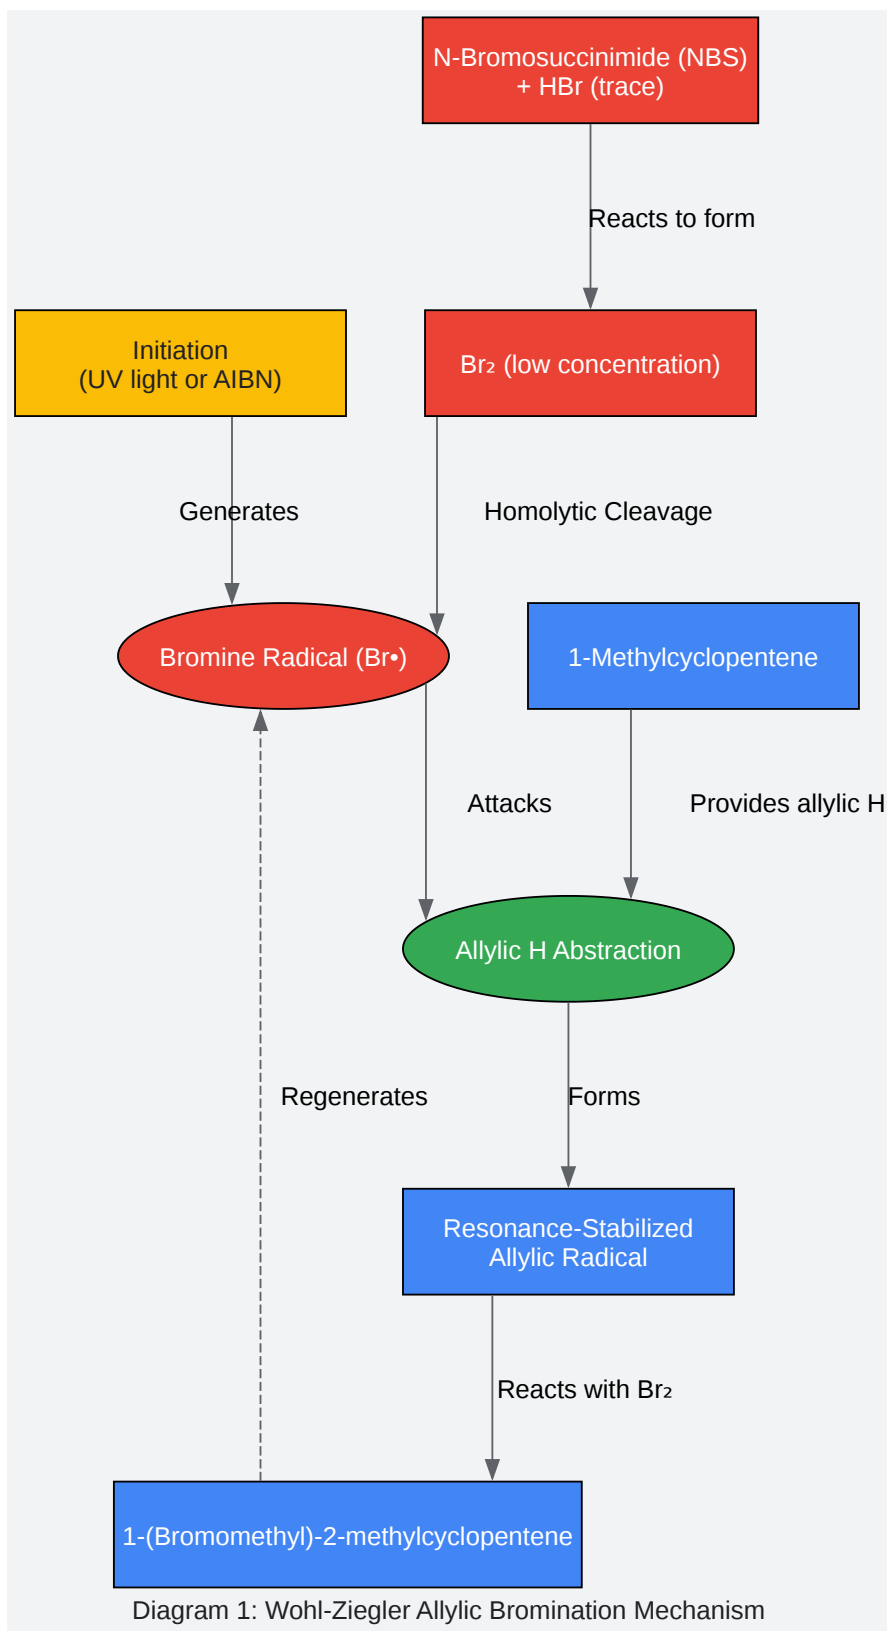 N-Bromosuccinimide (NBS)
+ HBr (trace)
Reacts to form
Initiation
(UV light or AIBN)
Br₂ (low concentration)
Generates
Homolytic Cleavage
Bromine Radical (Br•)
1-Methylcyclopentene
Attacks
Provides allylic H
Allylic H Abstraction
Regenerates
Forms
Resonance-Stabilized
Allylic Radical
Reacts with Br₂
1-(Bromomethyl)-2-methylcyclopentene
Diagram 1: Wohl-Ziegler Allylic Bromination Mechanism